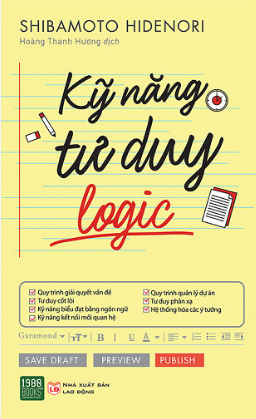 SHIBAMOTO HIDENORI
Hoàng Thanh Hương dịch
Kỹ năng
tư duy
logic
Quy trình giải quyết vấn đề
Quy trình quản lý dự án
Tư duy cốt lõi
Tư duy phản xạ
Kỹ năng biểu đạt bằng ngôn ngữ
Hệ thống hóa các ý tưởng
Kỹ năng kết nối mối quan hệ
Garamond TT B I U A
SAVE DRAFT PREVIEW PUBLISH
1980 BOOKS
LĐ NHÀ XUẤT BẢN
LAO ĐỘNG